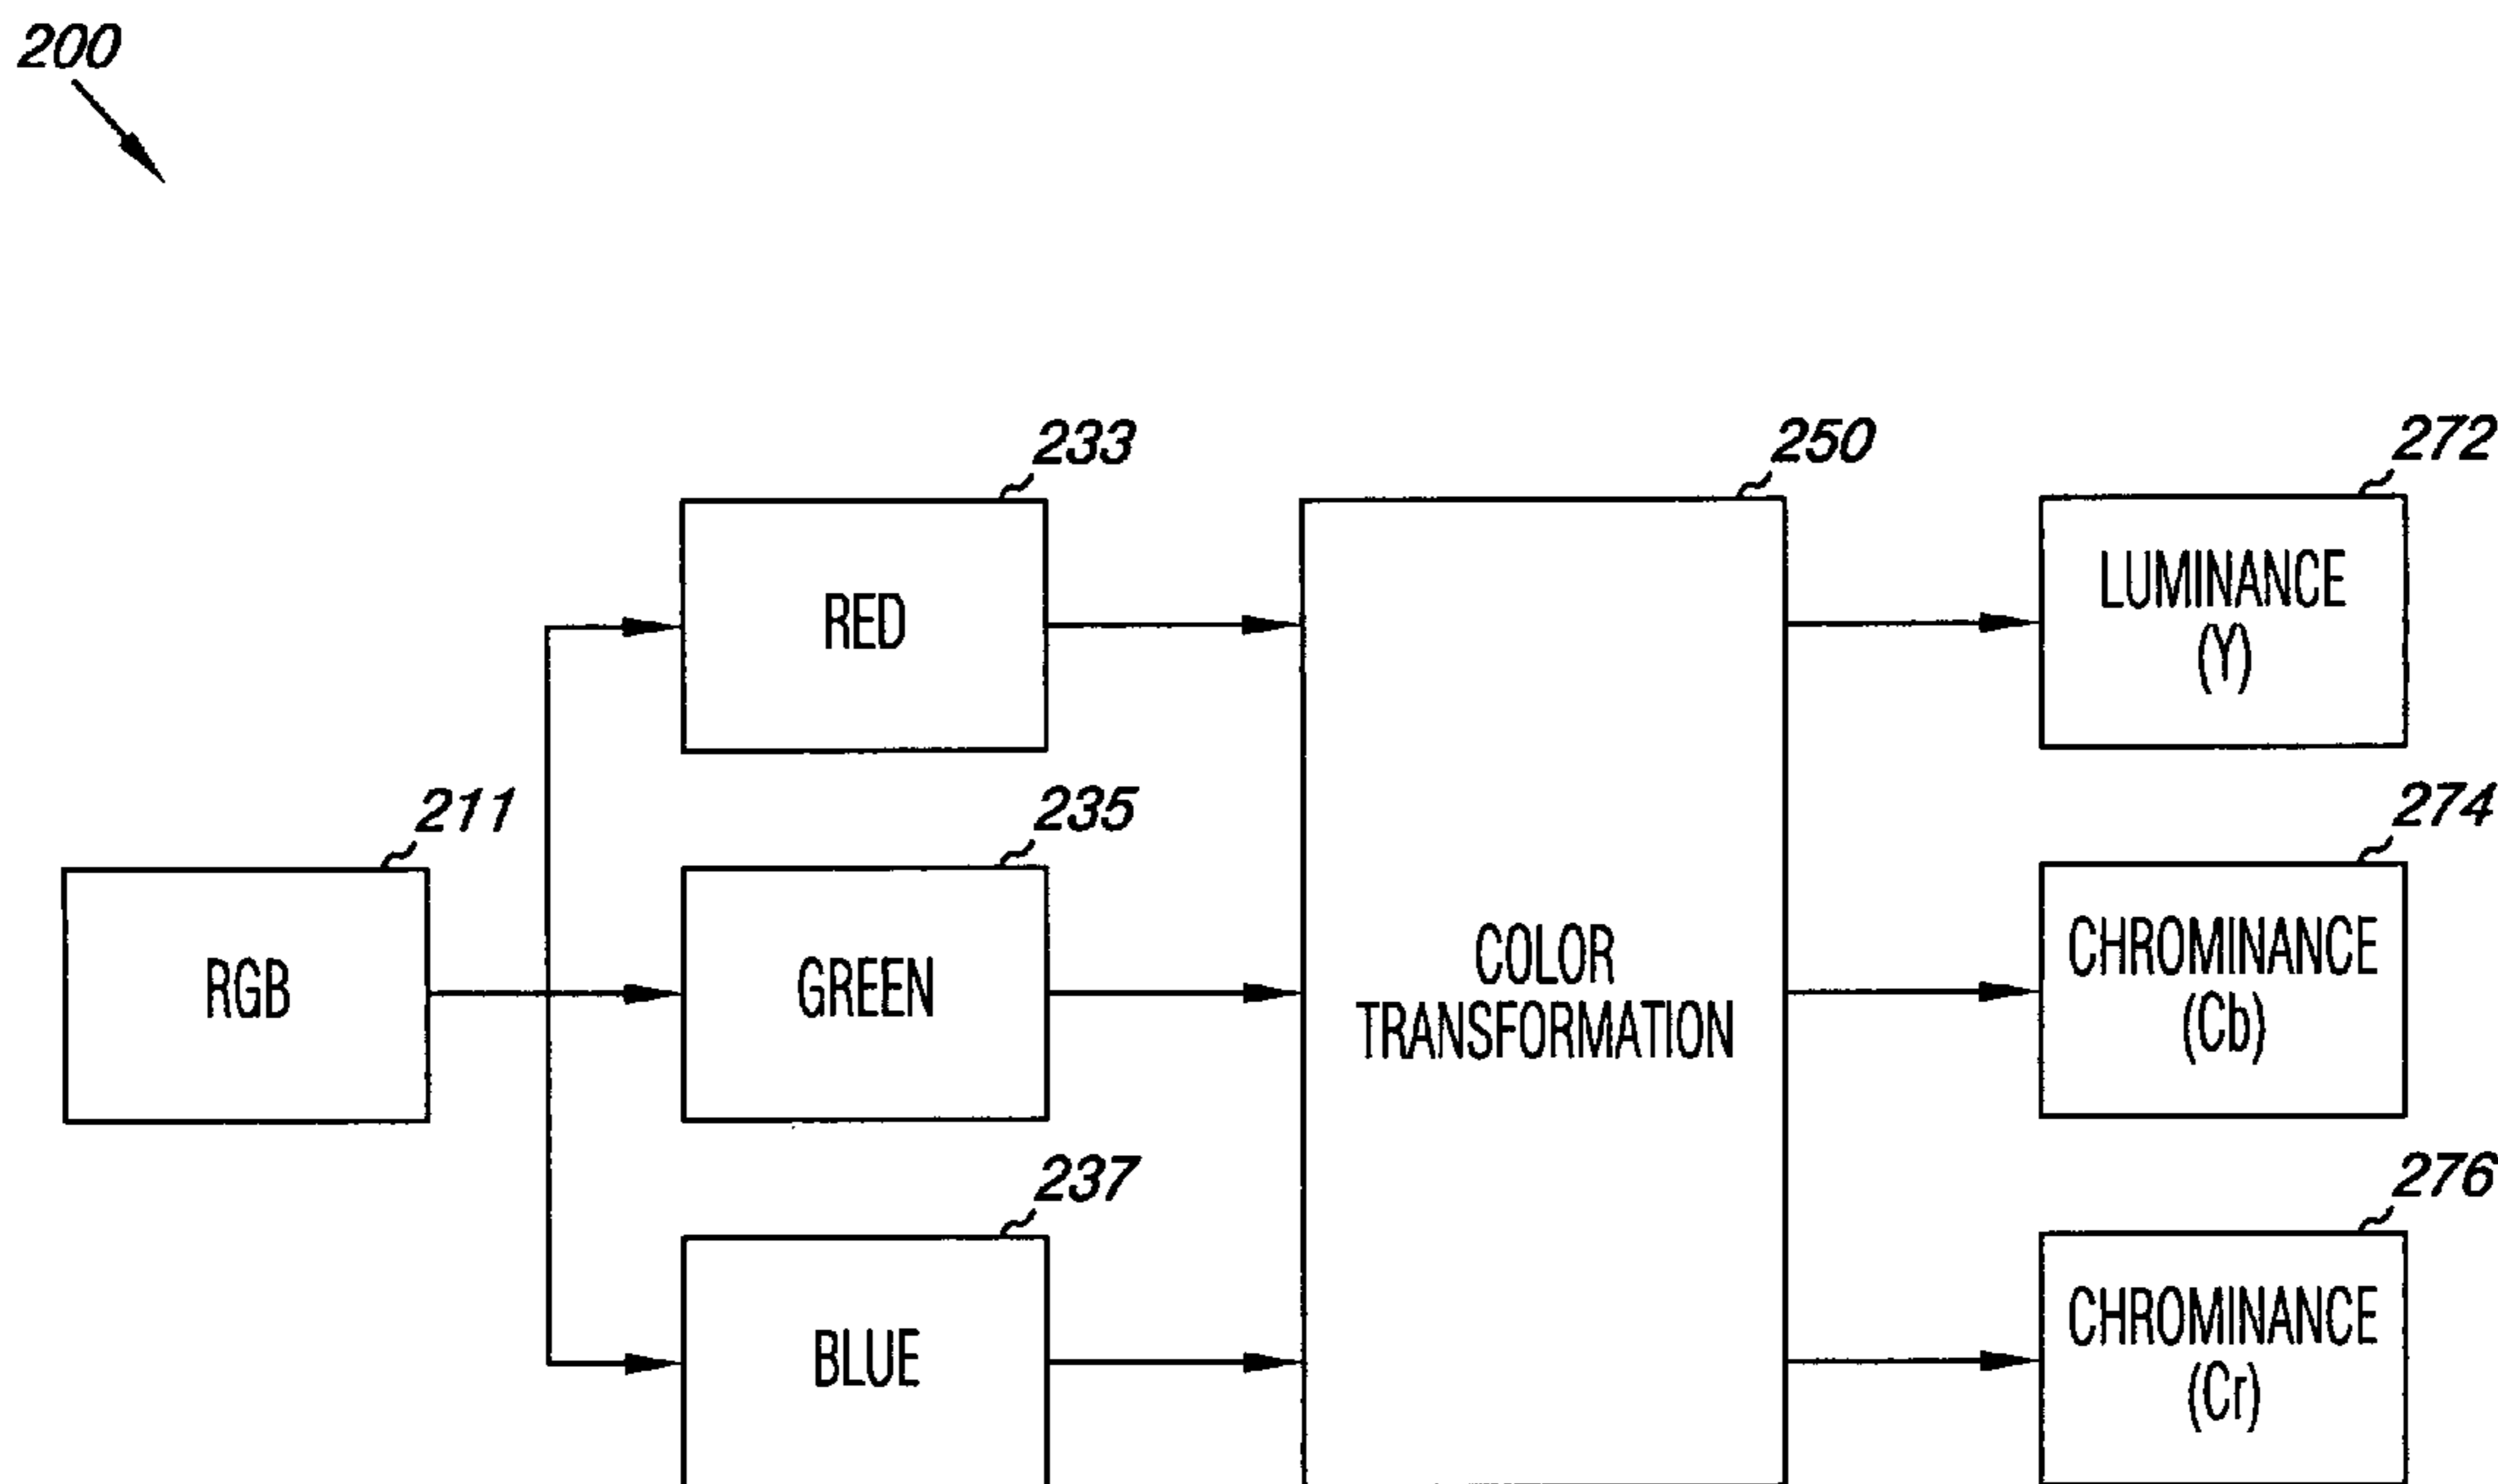 200
233
250
272
RED
LUMINANCE
(Y)
211
235
274
RGB
GREEN
COLOR
TRANSFORMATION
CHROMINANCE
(Cb)
237
276
BLUE
CHROMINANCE
(Cr)